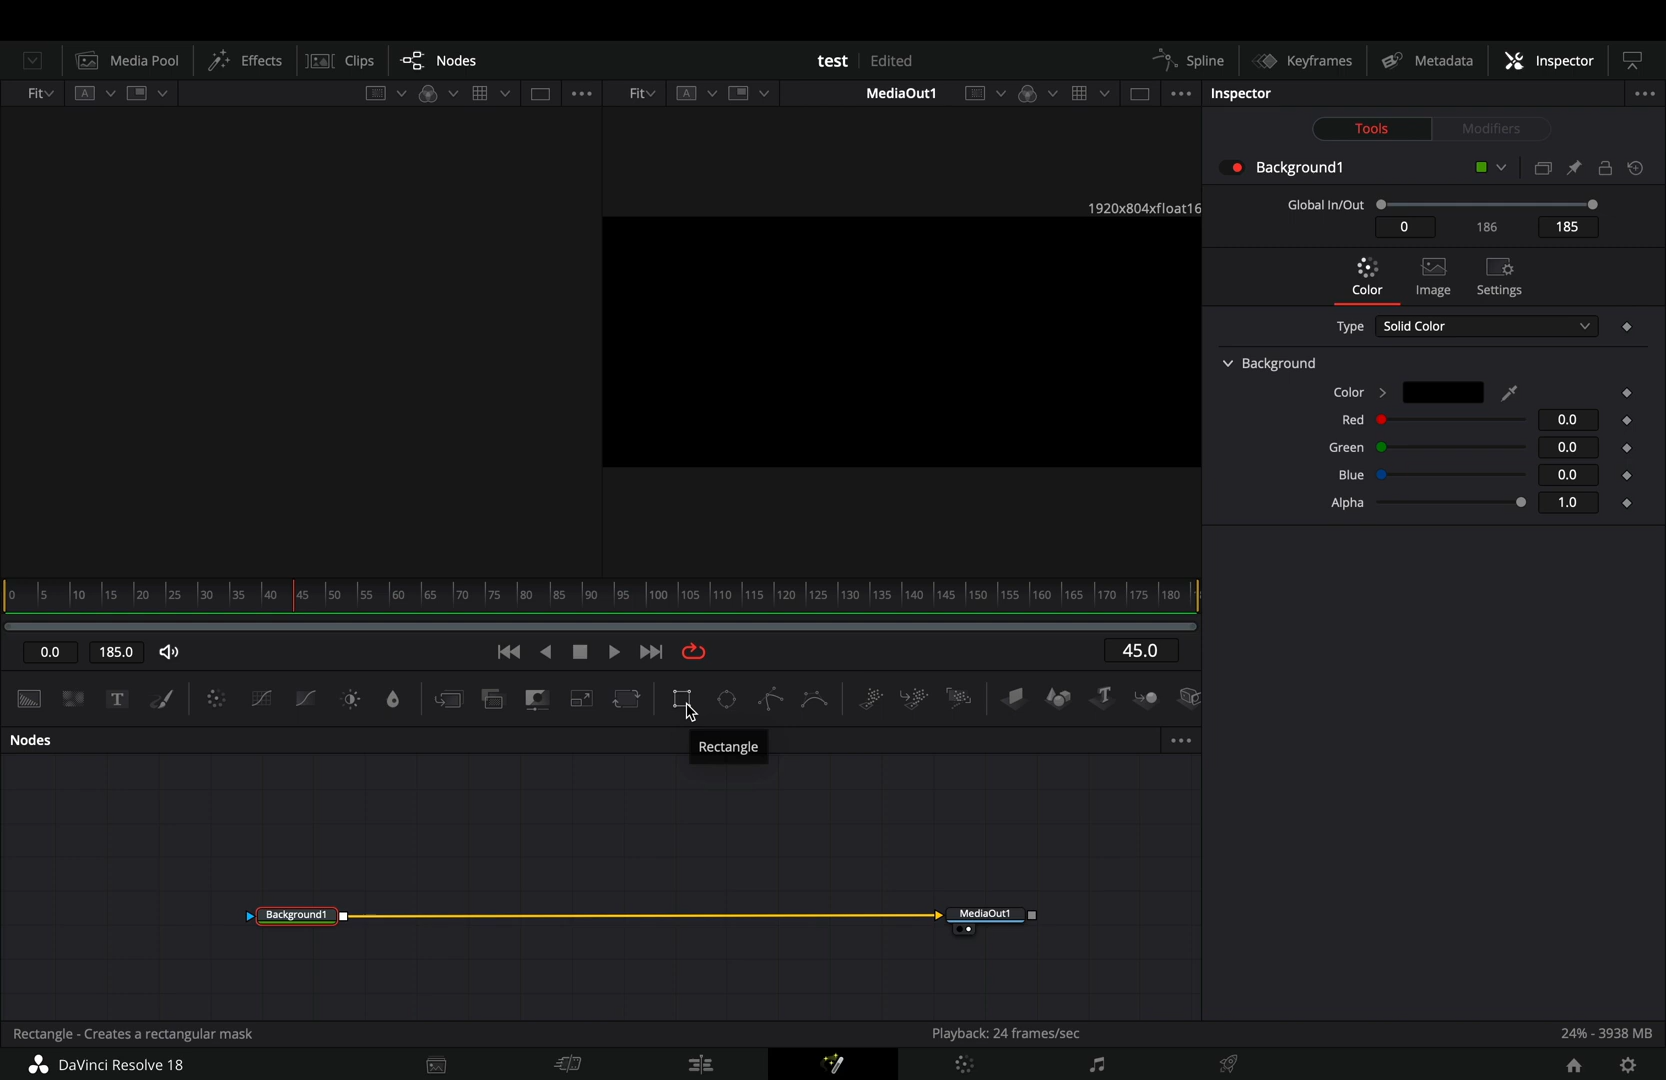 Media Pool Effects Clips Nodes test Edited Spline Keyframes Metadata Inspector
Fit A Fit A MediaOut1 Inspector
Tools Modifiers
Background1
1920x804xfloat16
Global In/Out
0 186 185
Color Image Settings
Type Solid Color
Background
Color
Red 0.0
Green 0.0
Blue 0.0
Alpha 1.0
0 5 10 15 20 25 30 35 40 45 50 55 60 65 70 75 80 85 90 95 100 105 110 115 120 125 130 135 140 145 150 155 160 165 170 175 180
0.0 185.0 45.0
T T
Nodes
Rectangle
Background1 MediaOut1
Rectangle - Creates a rectangular mask Playback: 24 frames/sec 24% - 3938 MB
DaVinci Resolve 18